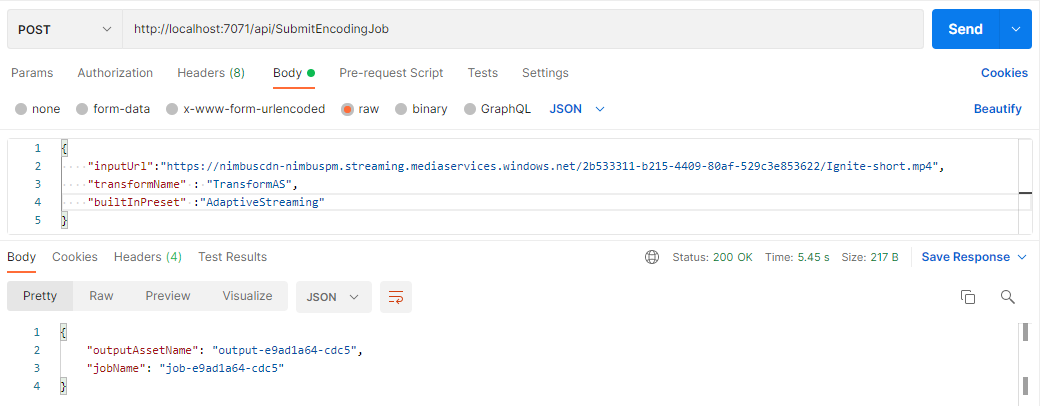 POST http://localhost:7071/api/SubmitEncodingJob Send
Params Authorization Headers (8) Body Pre-request Script Tests Settings Cookies
none form-data x-www-form-urlencoded raw binary GraphQL JSON Beautify
1 {
2 "inputUrl":"https://nimbuscdn-nimbuspm.streaming.mediaservices.windows.net/2b533311-b215-4409-80af-529c3e853622/Ignite-short.mp4",
3 "transformName" : "TransformAS",
4 "builtInPreset" :"AdaptiveStreaming"
5 }
Body Cookies Headers (4) Test Results Status: 200 OK Time: 5.45 s Size: 217 B Save Response
Pretty Raw Preview Visualize JSON
1 {
2 "outputAssetName": "output-e9ad1a64-cdc5",
3 "jobName": "job-e9ad1a64-cdc5"
4 }